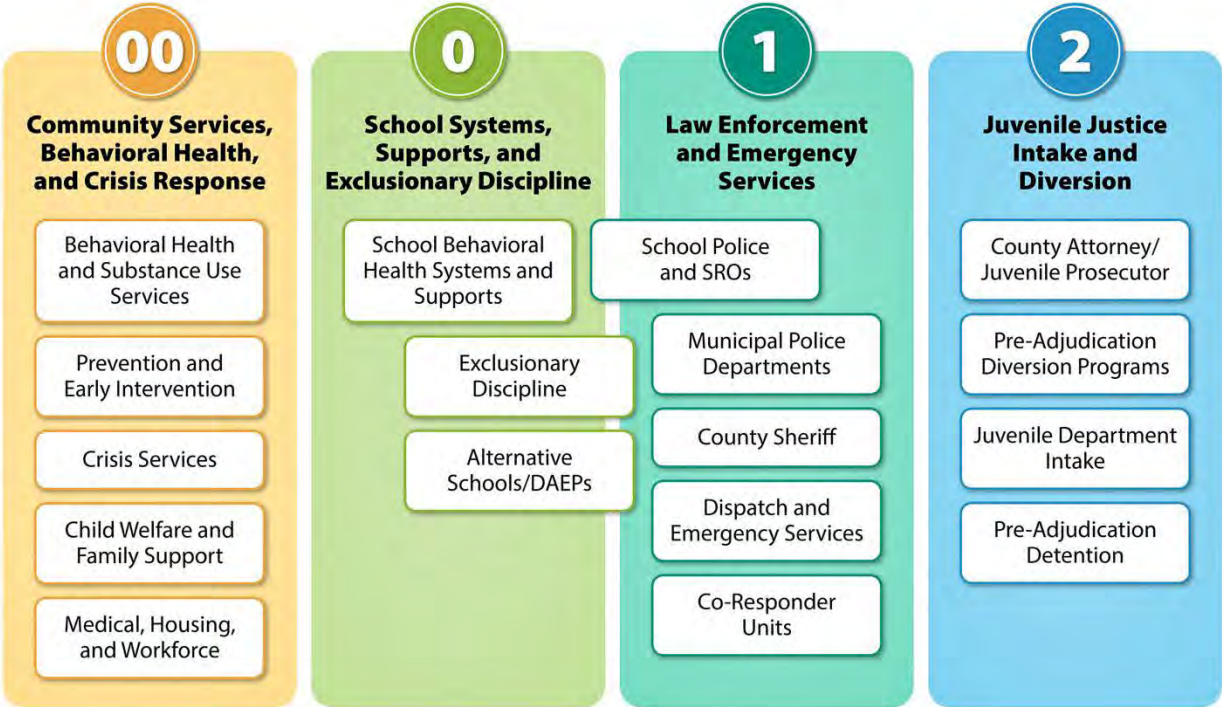 00
Community Services,
Behavioral Health,
and Crisis Response
Behavioral Health
and Substance Use
Services
Prevention and
Early Intervention
Crisis Services
Child Welfare and
Family Support
Medical, Housing,
and Workforce
0
School Systems,
Supports, and
Exclusionary Discipline
School Behavioral
Health Systems and
Supports
Exclusionary
Discipline
Alternative
Schools/DAEPs
1
Law Enforcement
and Emergency
Services
School Police
and SROs
Municipal Police
Departments
County Sheriff
Dispatch and
Emergency Services
Co-Responder
Units
2
Juvenile Justice
Intake and
Diversion
County Attorney/
Juvenile Prosecutor
Pre-Adjudication
Diversion Programs
Juvenile Department
Intake
Pre-Adjudication
Detention